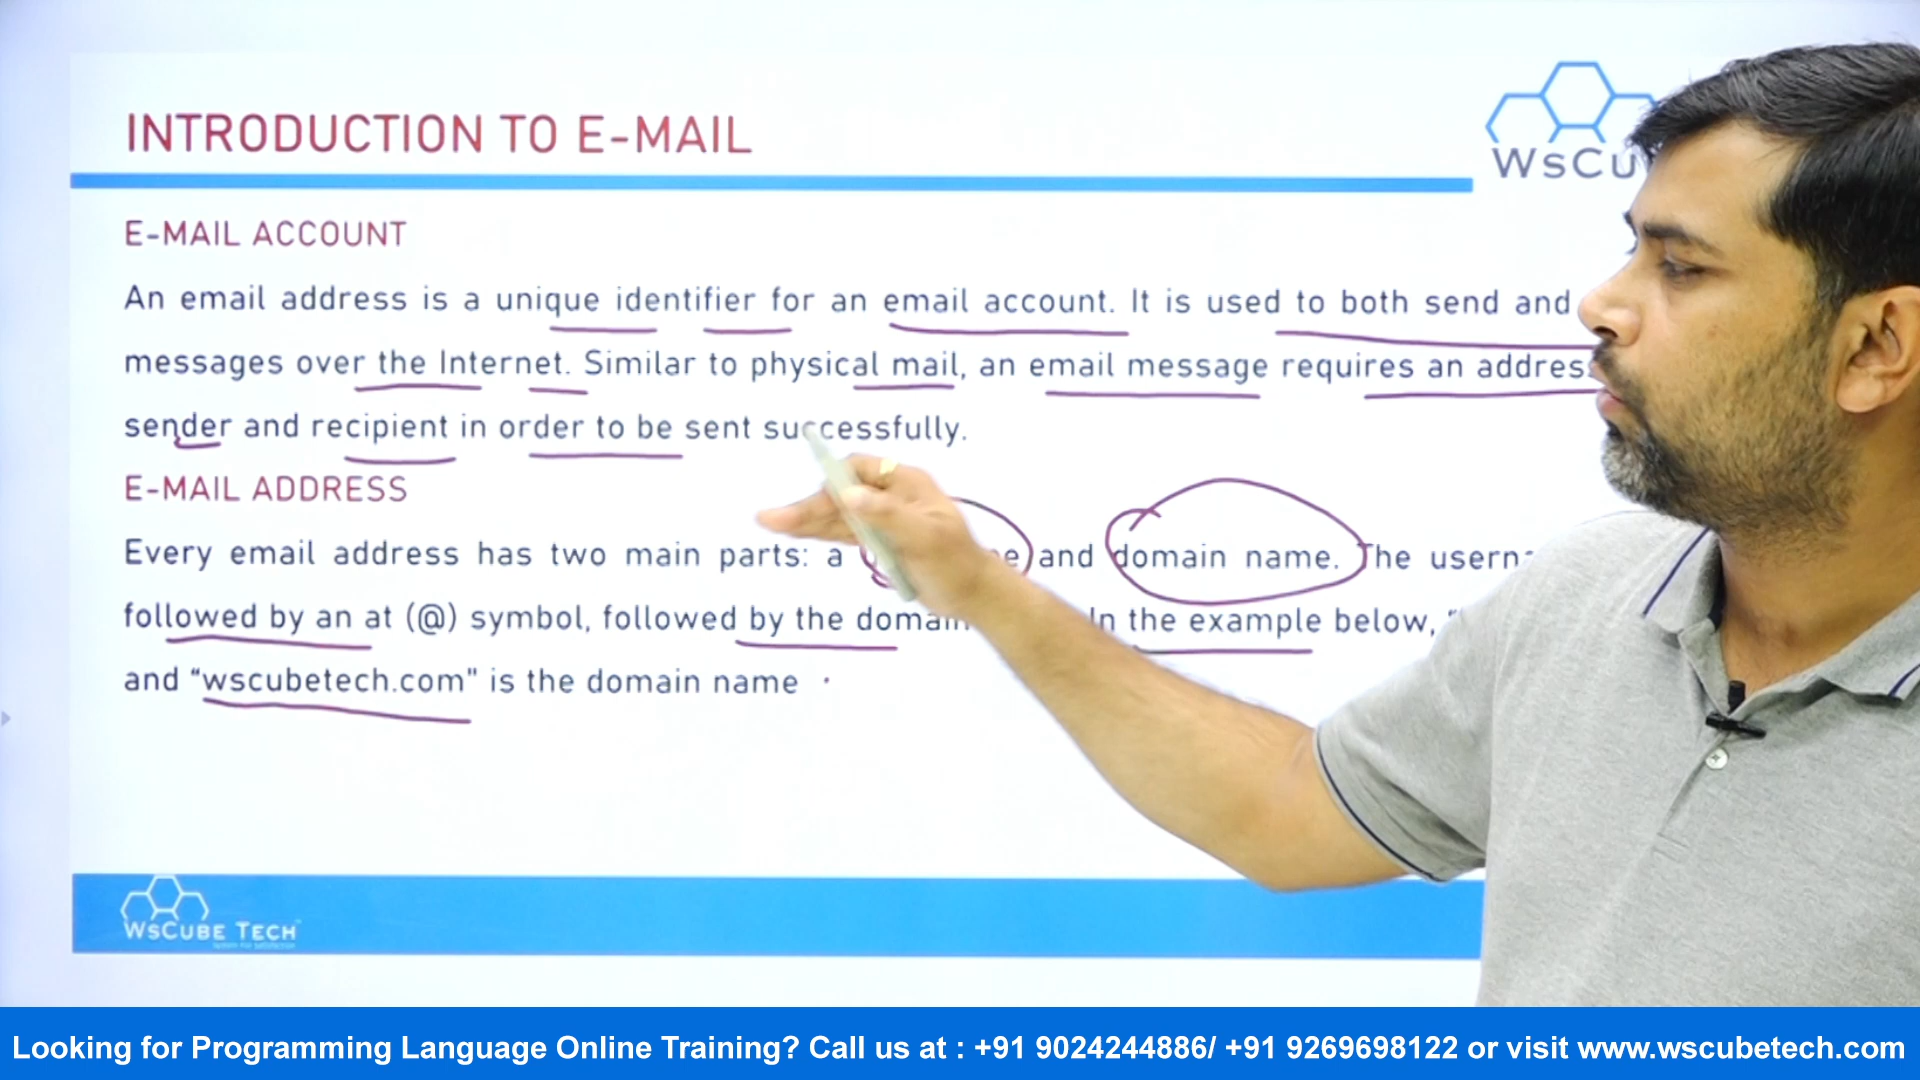 INTRODUCTION TO E-MAIL
WsCu
E-MAIL ACCOUNT
An email address is a unique identifier for an email account. It is used to both send and
messages over the Internet. Similar to physical mail, an email message requires an addres
sender and recipient in order to be sent successfully.
E-MAIL ADDRESS
Every email address has two main parts: a and domain name. The userna
followed by an at (@) symbol, followed by the domain In the example below, "
and "wscubetech.com" is the domain name
WsCube Tech
Looking for Programming Language Online Training? Call us at : +91 9024244886/ +91 9269698122 or visit www.wscubetech.com